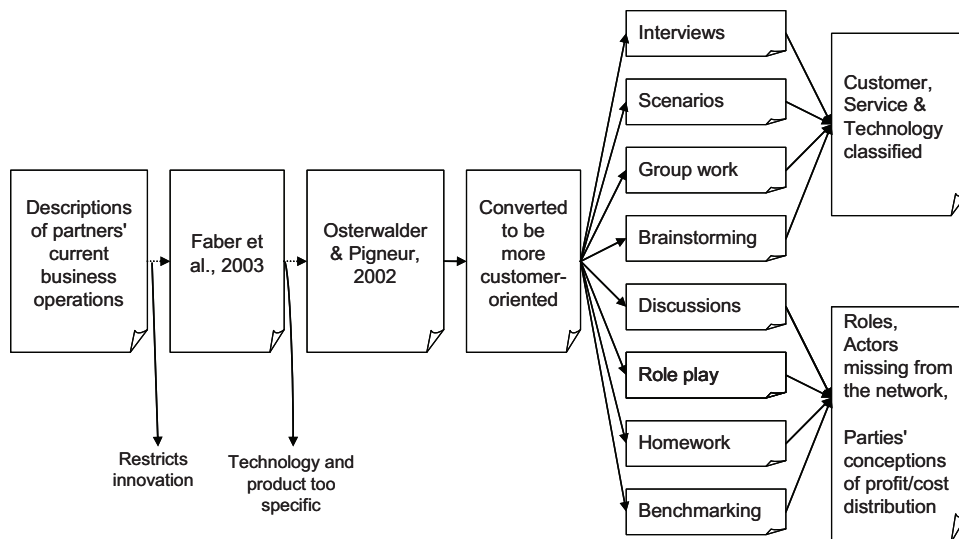 Descriptions
of partners'
current
business
operations
Faber et
al., 2003
Osterwalder
& Pigneur,
2002
Converted
to be
more
customer-
oriented
Restricts
innovation
Technology and
product too
specific
Interviews
Scenarios
Group work
Brainstorming
Discussions
Role play
Homework
Benchmarking
Customer,
Service &
Technology
classified
Roles,
Actors
missing from
the network,
Parties'
conceptions
of profit/cost
distribution